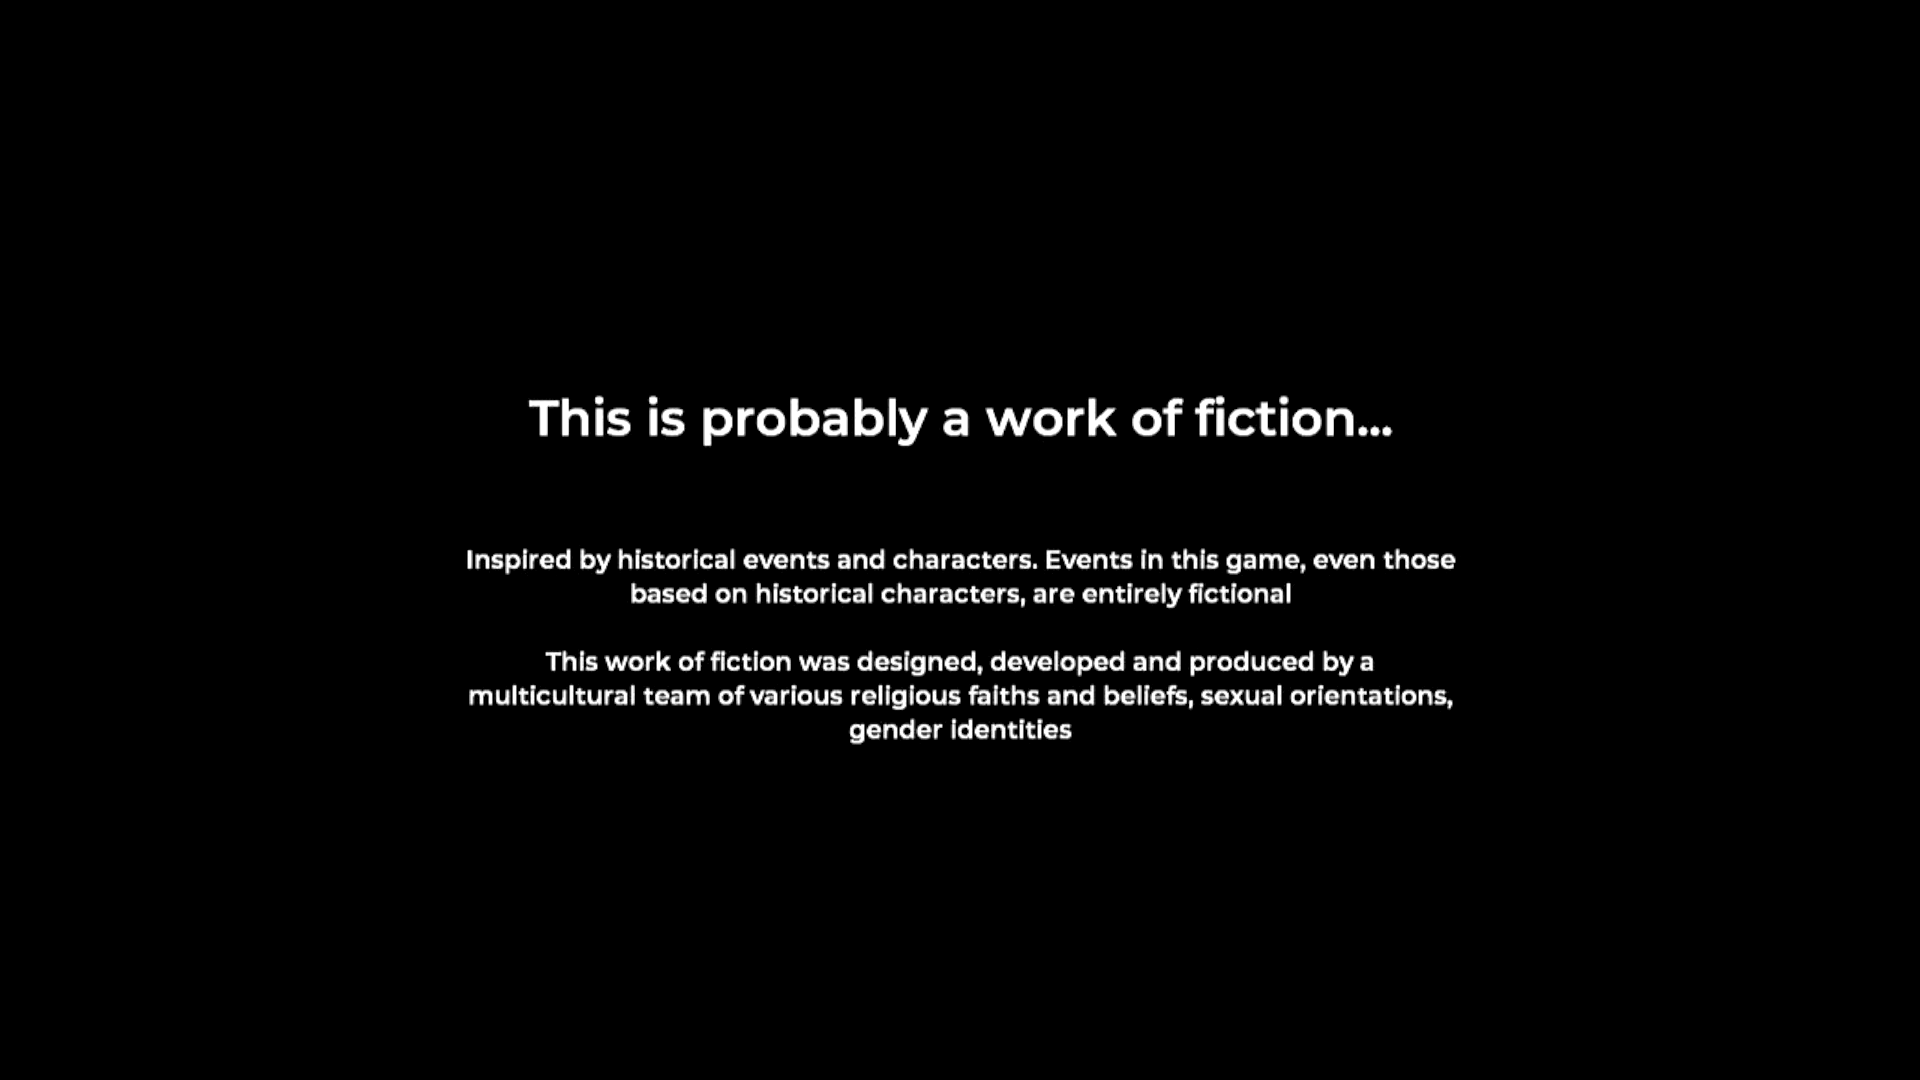 This is probably a work of fiction...
Inspired by historical events and characters. Events in this game, even those
based on historical characters, are entirely fictional
This work of fiction was designed, developed and produced by a
multicultural team of various religious faiths and beliefs, sexual orientations,
gender identities